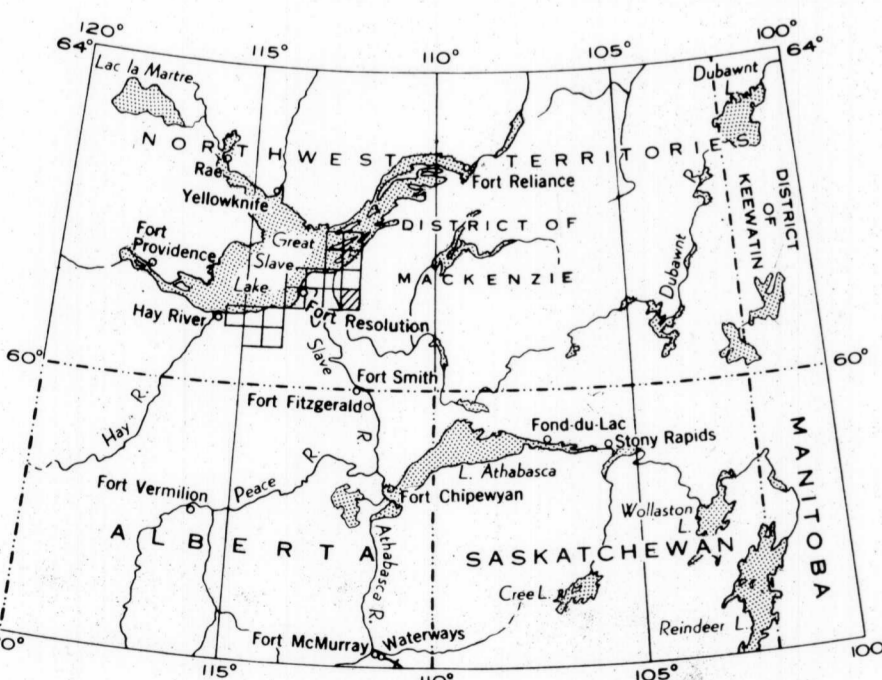 120°
115°
110°
105°
100°
64°
64°
Lac la Martre
Dubawnt
L.
NORTHWEST TERRITORIES
Rae
Fort Reliance
Yellowknife
DISTRICT OF
KEEWATIN
Great
Slave
Lake
DISTRICT OF
MACKENZIE
Fort
Providence
Dubawnt
Hay River
Fort Resolution
Slave
R.
60°
60°
Fort Smith
Fort Fitzgerald
Hay R.
Fond-du-Lac
Stony Rapids
L. Athabasca
MANITOBA
Fort Vermilion
Peace R.
Fort Chipewyan
Wollaston
L.
ALBERTA
Athabasca R.
SASKATCHEWAN
Cree L.
Reindeer L.
Fort McMurray
Waterways
0°
115°
110°
105°
100